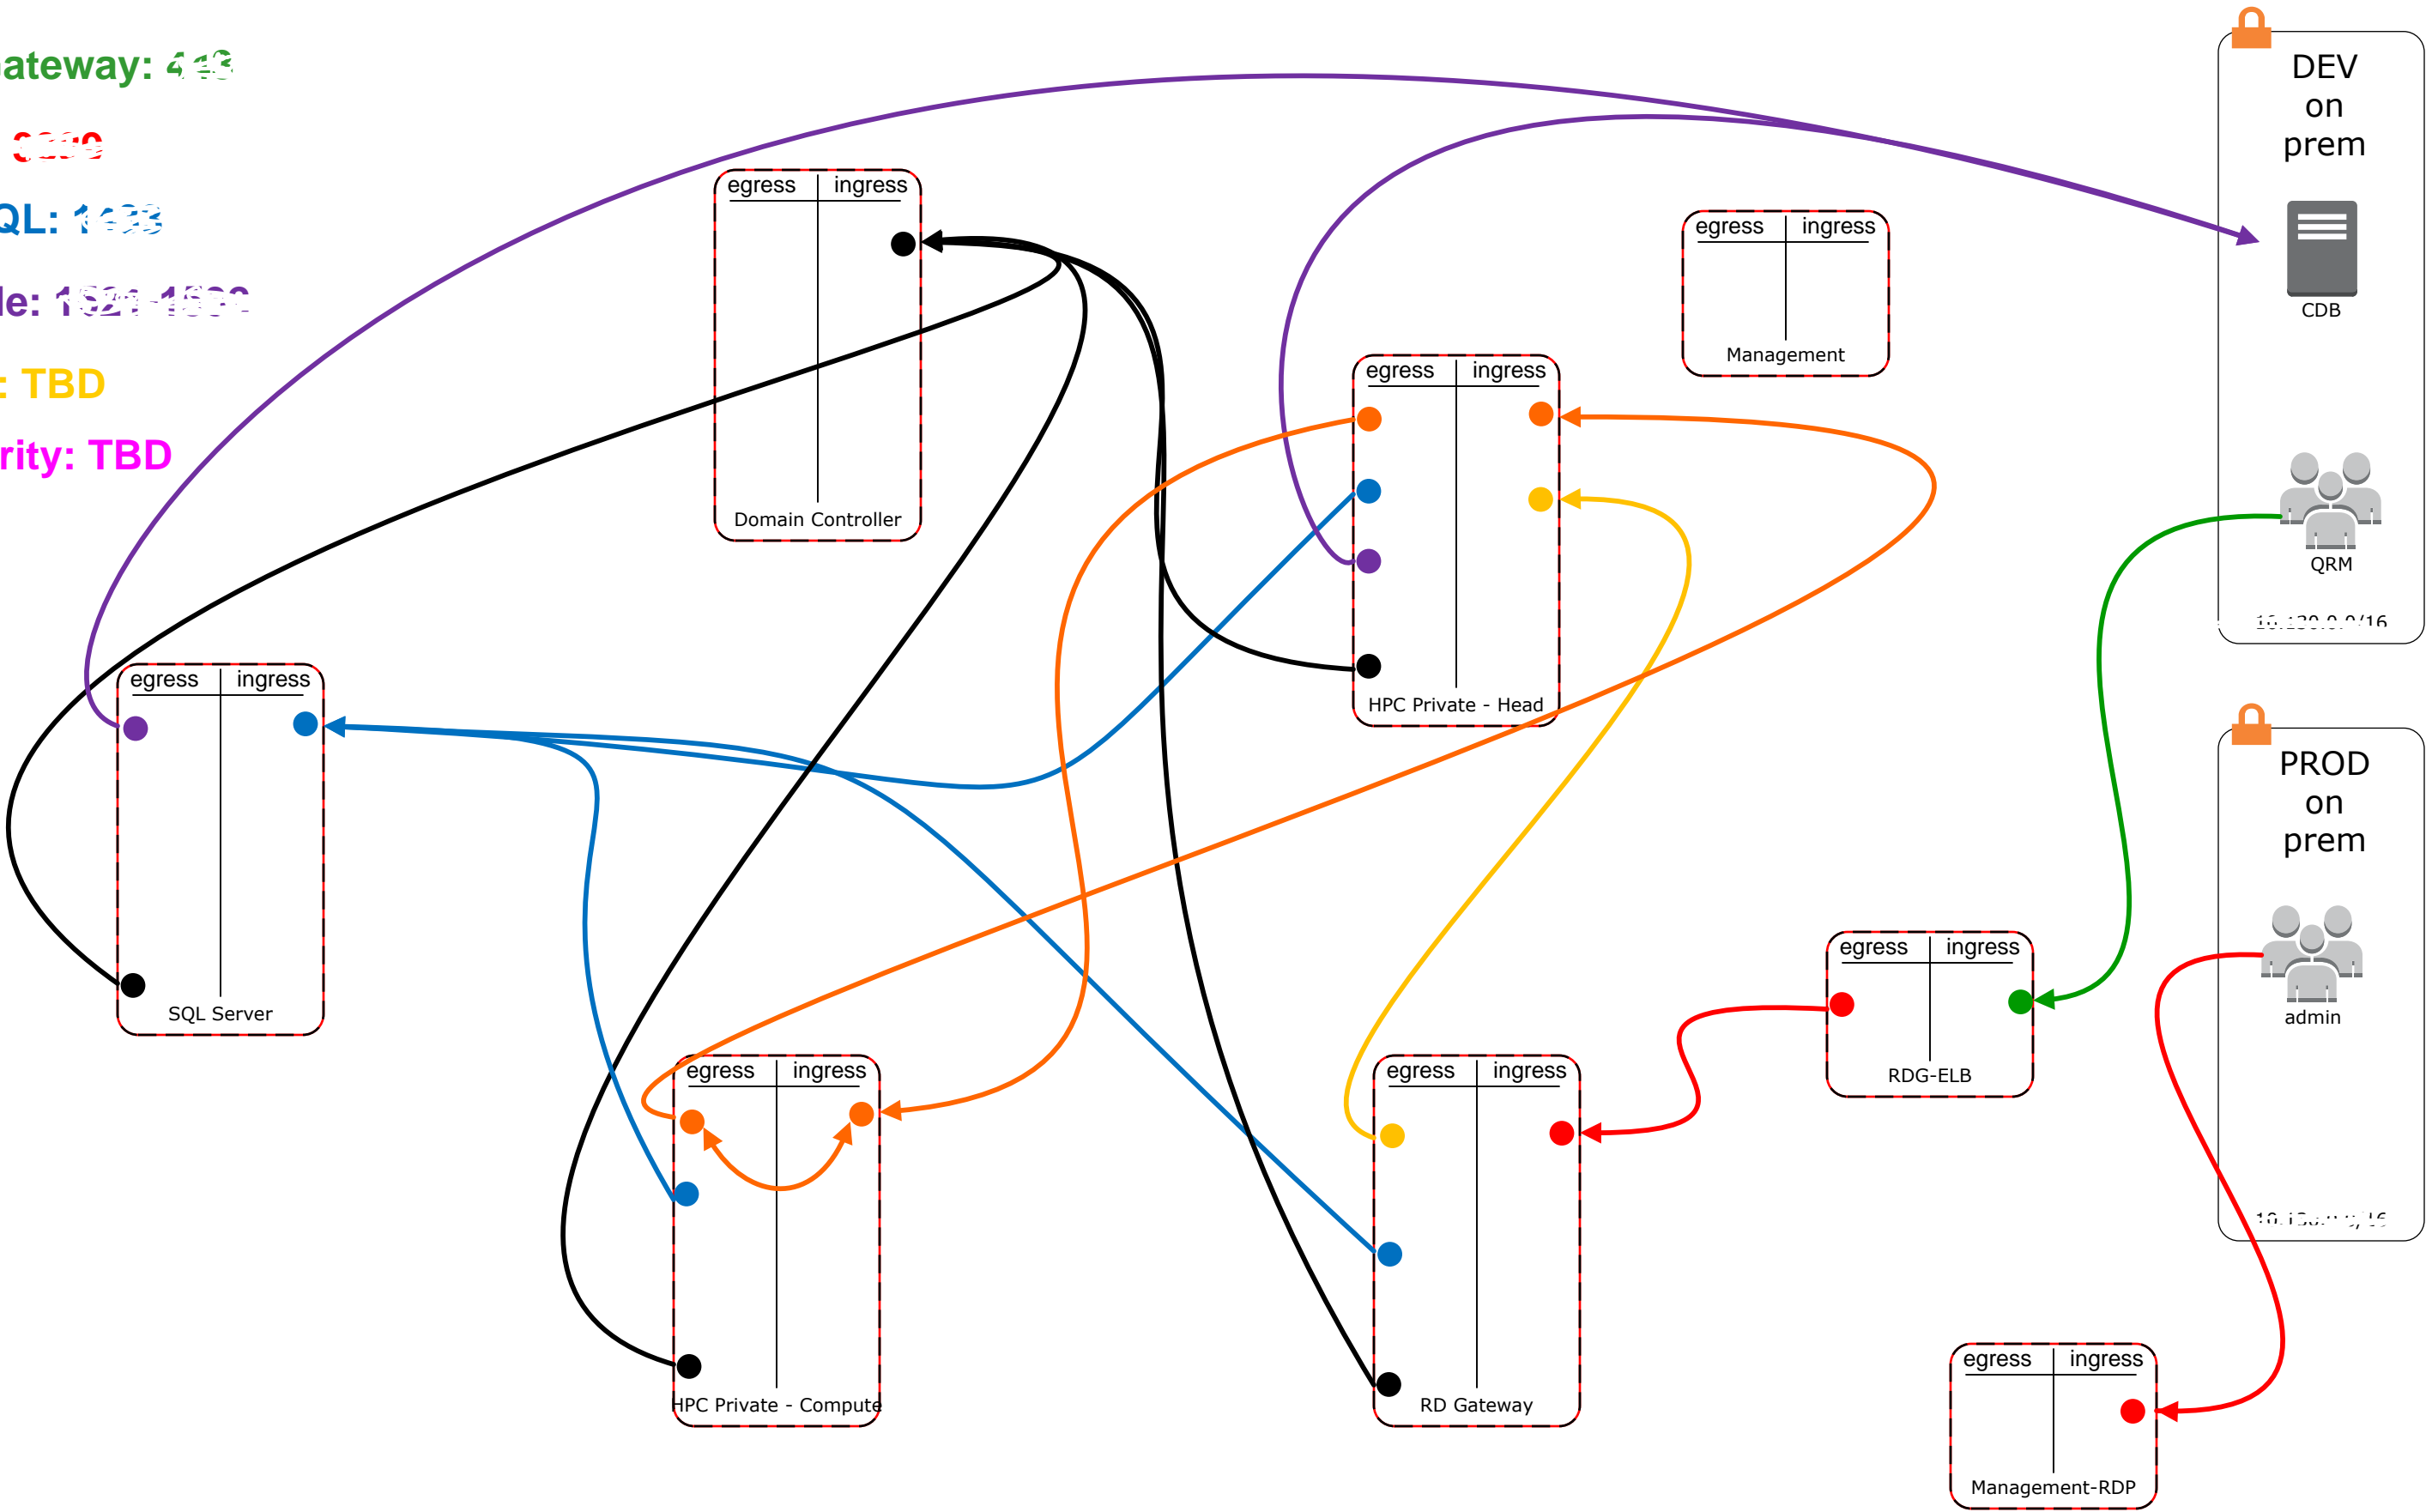 ateway:
QL:
le:
: TBD
rity: TBD
DEV
on
prem
CDB
QRM
egress ingress
Domain Controller
egress ingress
Management
egress ingress
HPC Private - Head
egress ingress
SQL Server
PROD
on
prem
admin
egress ingress
RDG-ELB
egress ingress
HPC Private - Compute
egress ingress
RD Gateway
egress ingress
Management-RDP